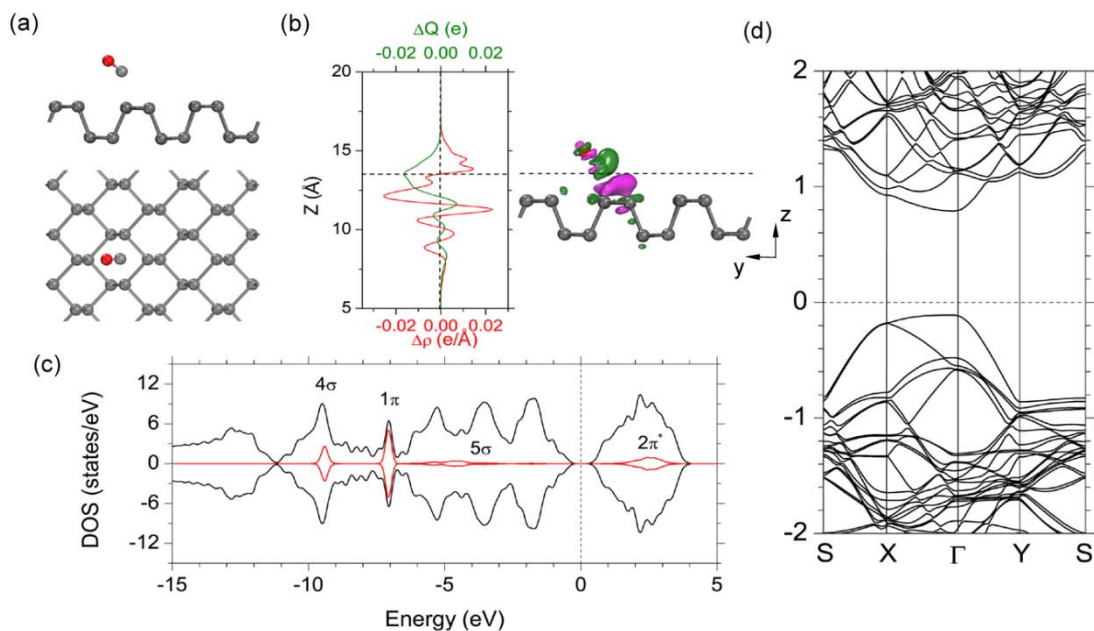 (a)
(b)
ΔQ (e)
-0.02 0.00 0.02
20
15
10
5
Z (Å)
-0.02 0.00 0.02
Δρ (e/Å)
z
y
(c)
12
6
0
-6
-12
DOS (states/eV)
4σ
1π
5σ
2π*
-15 -10 -5 0 5
Energy (eV)
(d)
2
1
0
-1
-2
S X Γ Y S